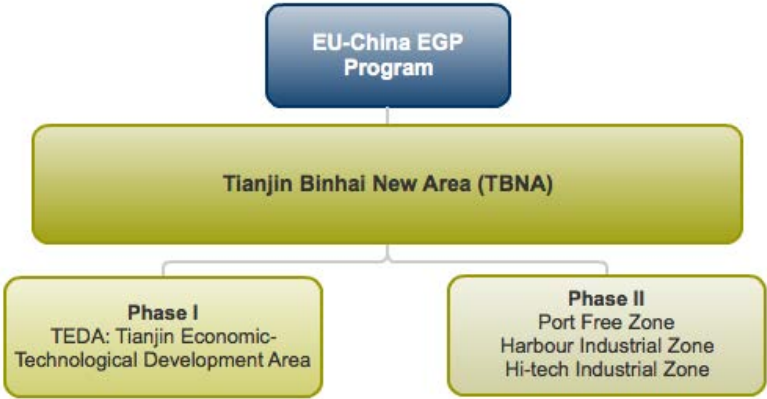 EU-China EGP
Program
Tianjin Binhai New Area (TBNA)
Phase I
TEDA: Tianjin Economic-
Technological Development Area
Phase II
Port Free Zone
Harbour Industrial Zone
Hi-tech Industrial Zone